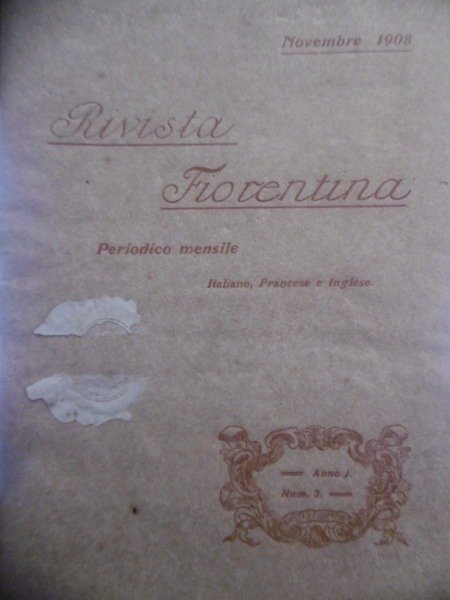 Novembre 1908
Rivista
Fiorentina
Periodico mensile
Italiano, Francese e Inglese.
Anno I.
Num. 3.